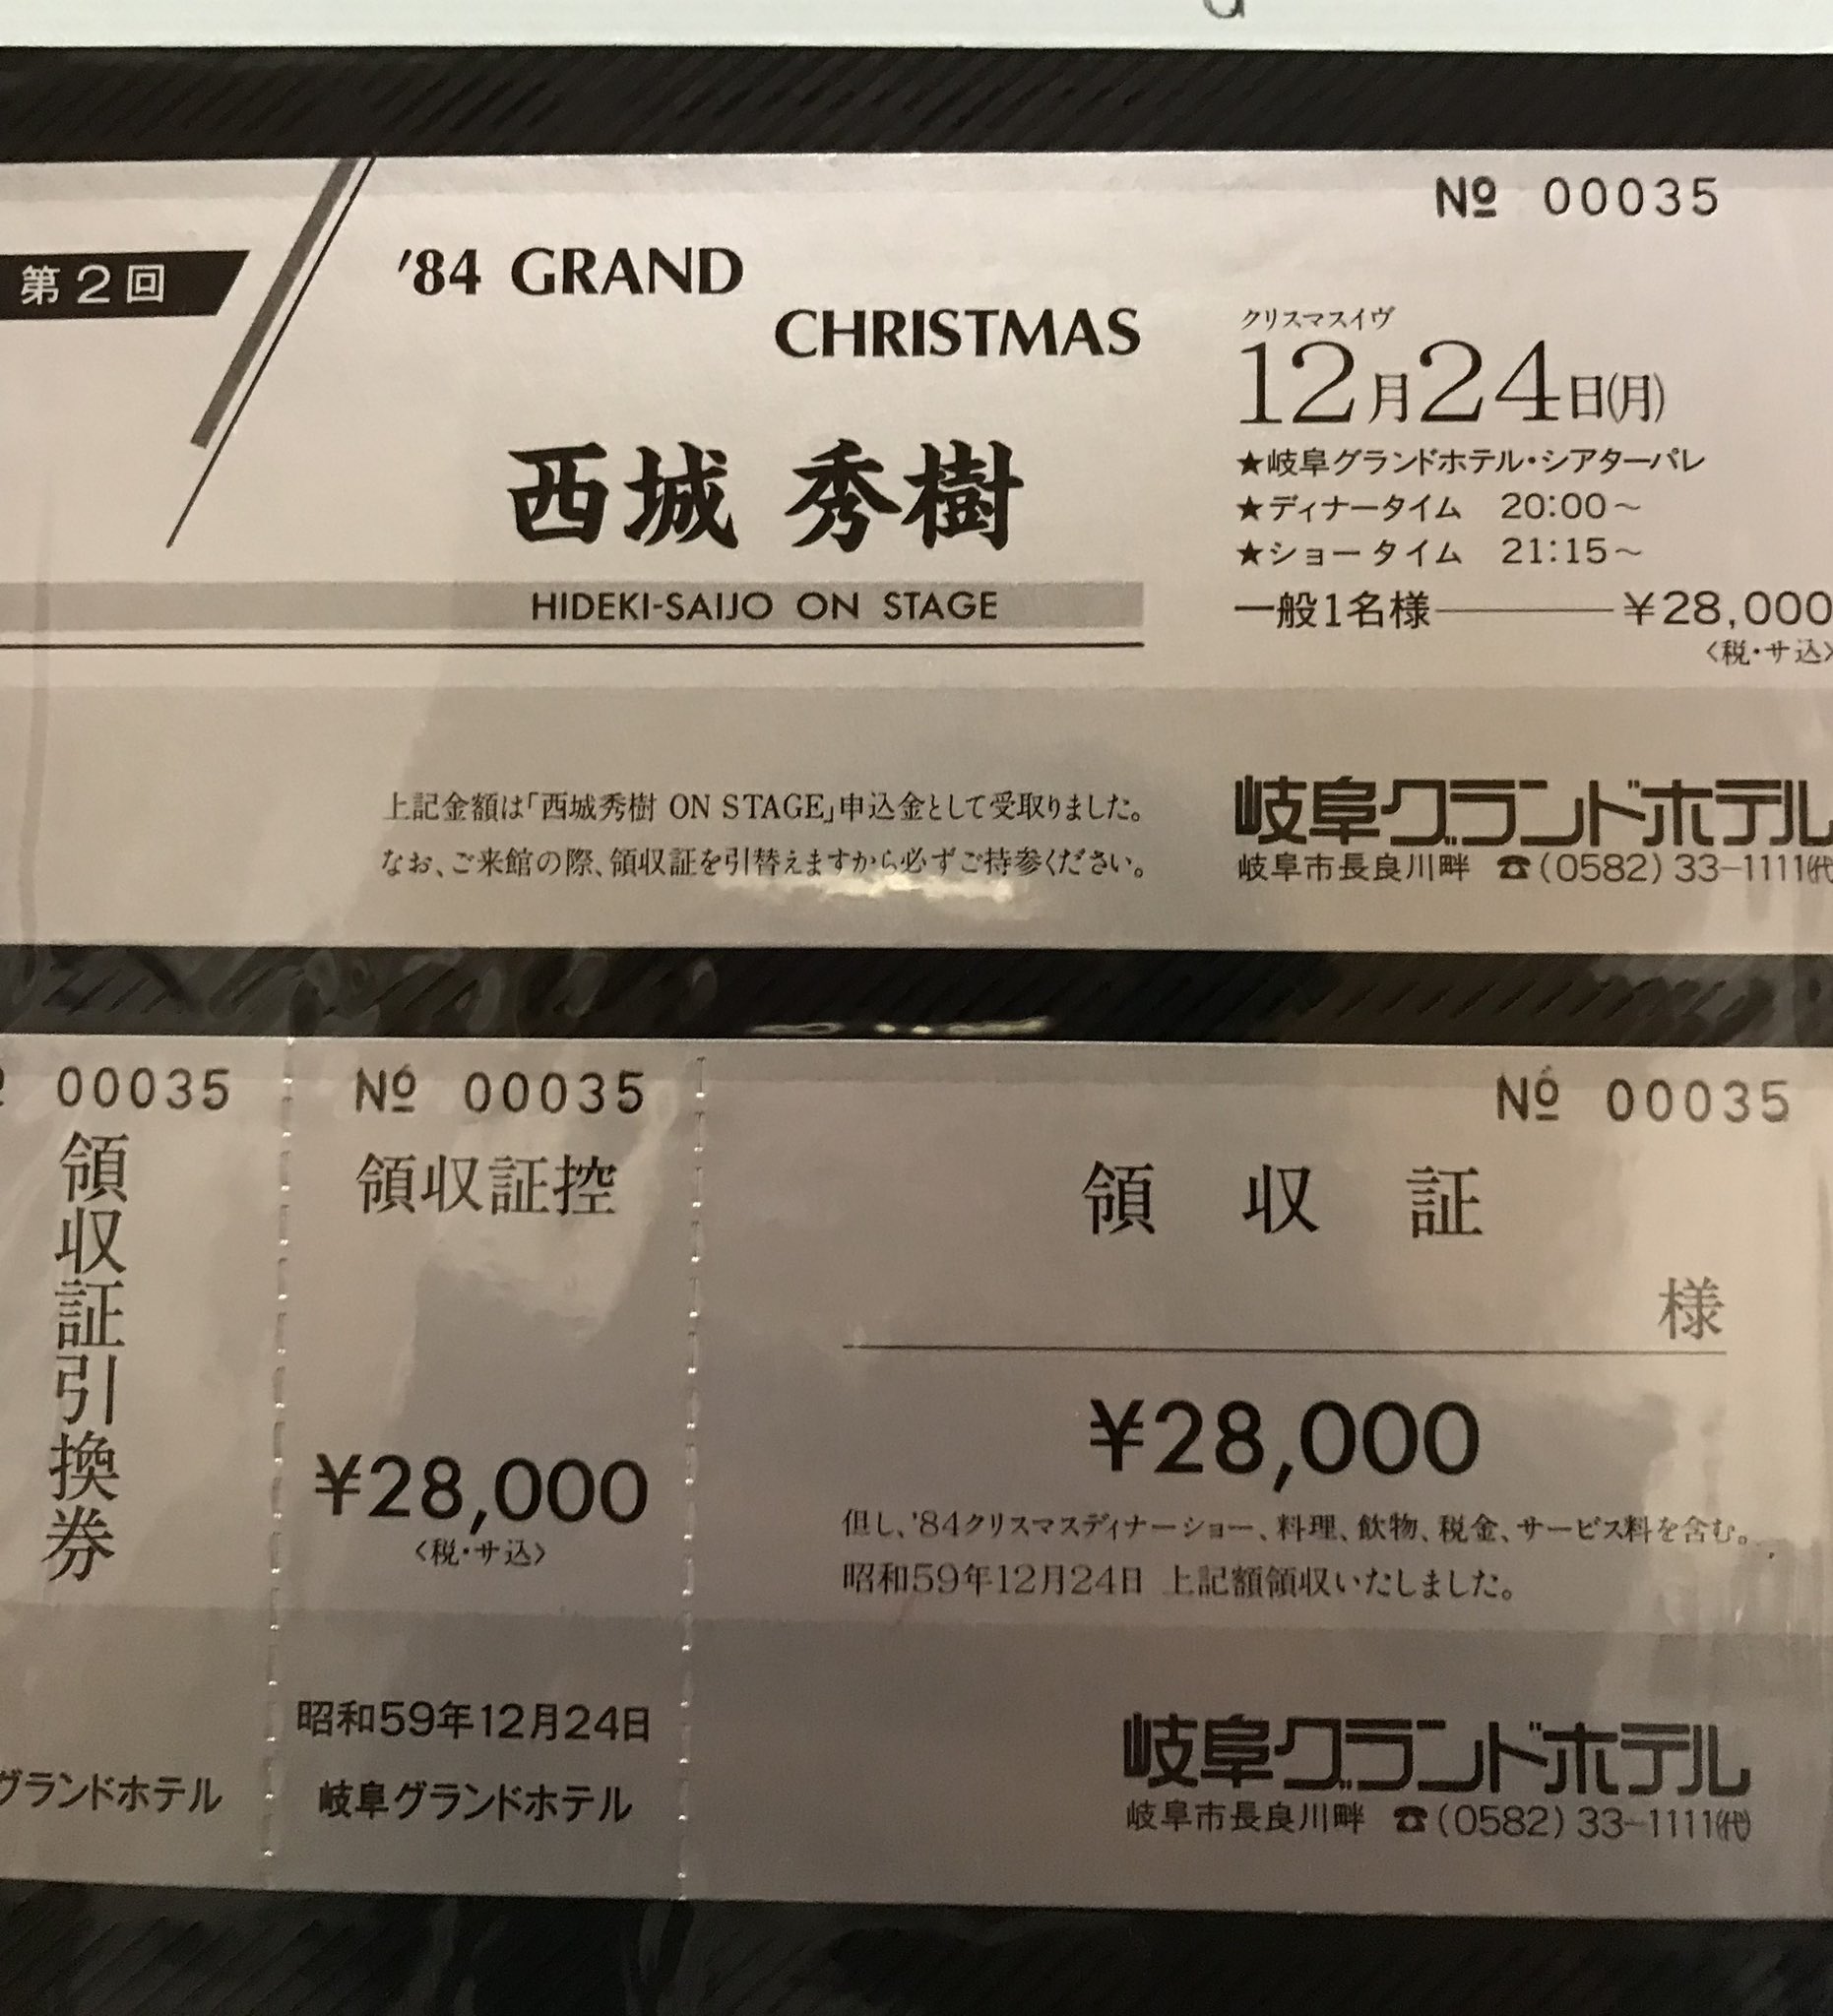 № 00035
第2回
'84 GRAND
CHRISTMAS
西城 秀樹
HIDEKI-SAIJO ON STAGE
クリスマスイヴ
12月24日(月)
★岐阜グランドホテル・シアターパレ
★ディナータイム 20:00～
★ショータイム 21:15～
一般1名様 ¥28,000
〈税・サ込〉
上記金額は「西城秀樹 ON STAGE」申込金として受取りました。
なお、ご来館の際、領収証を引替えますから必ずご持参ください。
岐阜グランドホテル
岐阜市長良川畔 ☎(0582)33-1111㈹
00035
領収証引換券
グランドホテル
№ 00035
領収証控
¥28,000
〈税・サ込〉
昭和59年12月24日
岐阜グランドホテル
№ 00035
領収証
様
¥28,000
但し、'84クリスマスディナーショー、料理、飲物、税金、サービス料を含む。
昭和59年12月24日 上記額領収いたしました。
岐阜グランドホテル
岐阜市長良川畔 ☎(0582)33-1111㈹